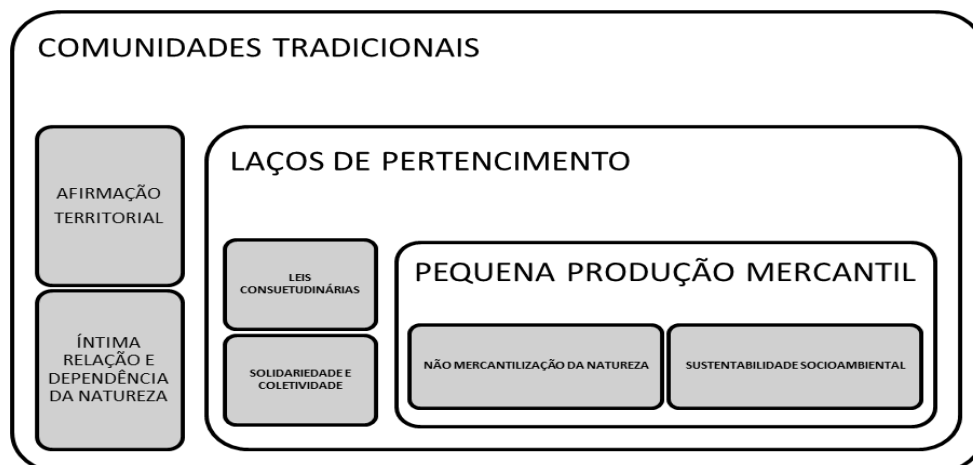 COMUNIDADES TRADICIONAIS
AFIRMAÇÃO
TERRITORIAL
ÍNTIMA
RELAÇÃO E
DEPENDÊNCIA
DA NATUREZA
LAÇOS DE PERTENCIMENTO
LEIS
CONSUETUDINÁRIAS
SOLIDARIEDADE E
COLETIVIDADE
PEQUENA PRODUÇÃO MERCANTIL
NÃO MERCANTILIZAÇÃO DA NATUREZA
SUSTENTABILIDADE SOCIOAMBIENTAL